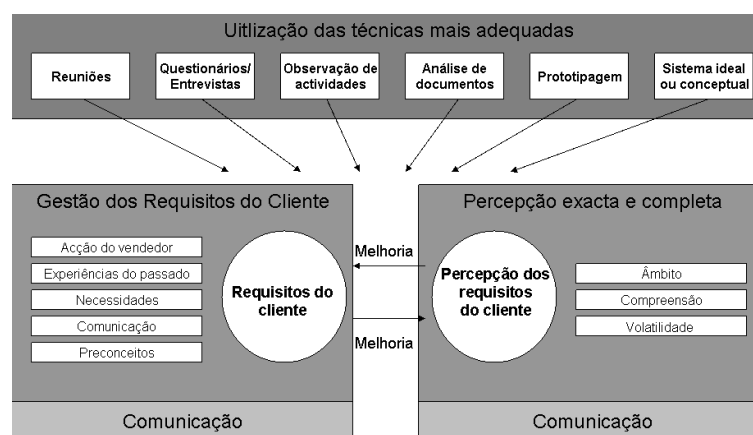 Uitlização das técnicas mais adequadas
Reuniões
Questionários/
Entrevistas
Observação de
actividades
Análise de
documentos
Prototipagem
Sistema ideal
ou conceptual
Gestão dos Requisitos do Cliente
Acção do vendedor
Experiências do passado
Necessidades
Comunicação
Preconceitos
Requisitos do
cliente
Comunicação
Melhoria
Melhoria
Percepção exacta e completa
Percepção dos
requisitos
do cliente
Âmbito
Compreensão
Volatilidade
Comunicação